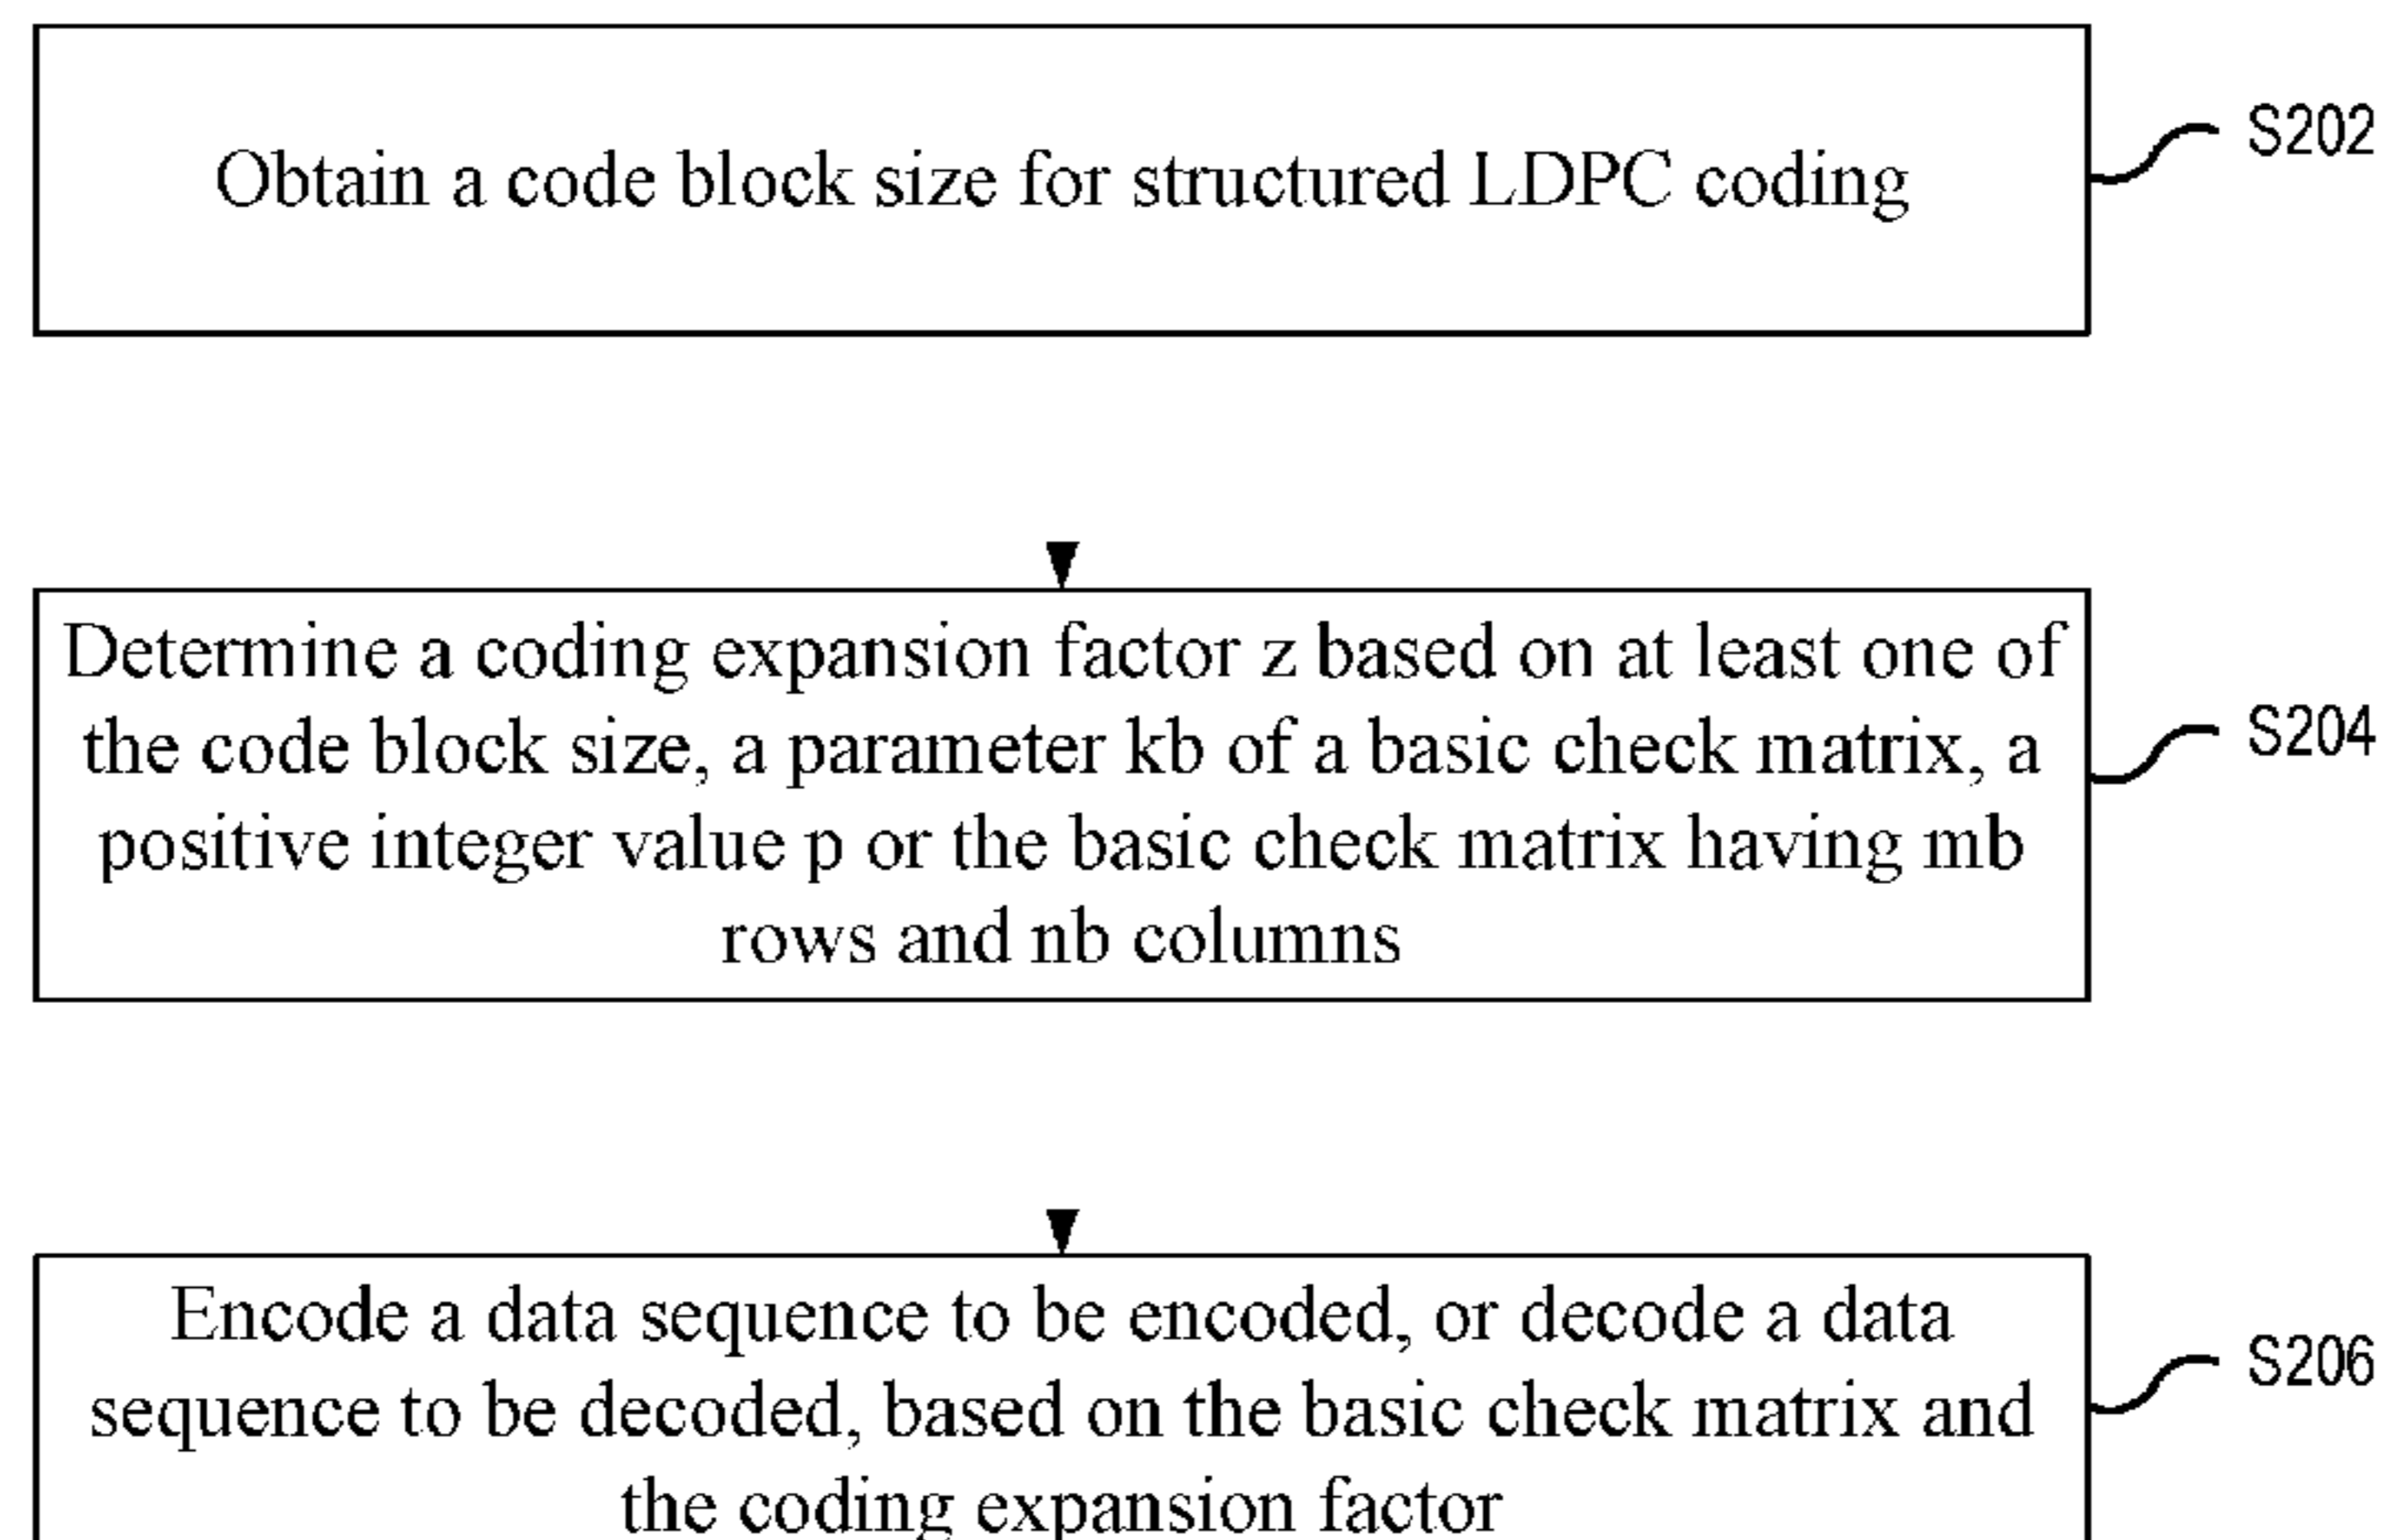 Obtain a code block size for structured LDPC coding
S202
Determine a coding expansion factor z based on at least one of
the code block size, a parameter kb of a basic check matrix, a
positive integer value p or the basic check matrix having mb
rows and nb columns
S204
Encode a data sequence to be encoded, or decode a data
sequence to be decoded, based on the basic check matrix and
the coding expansion factor
S206